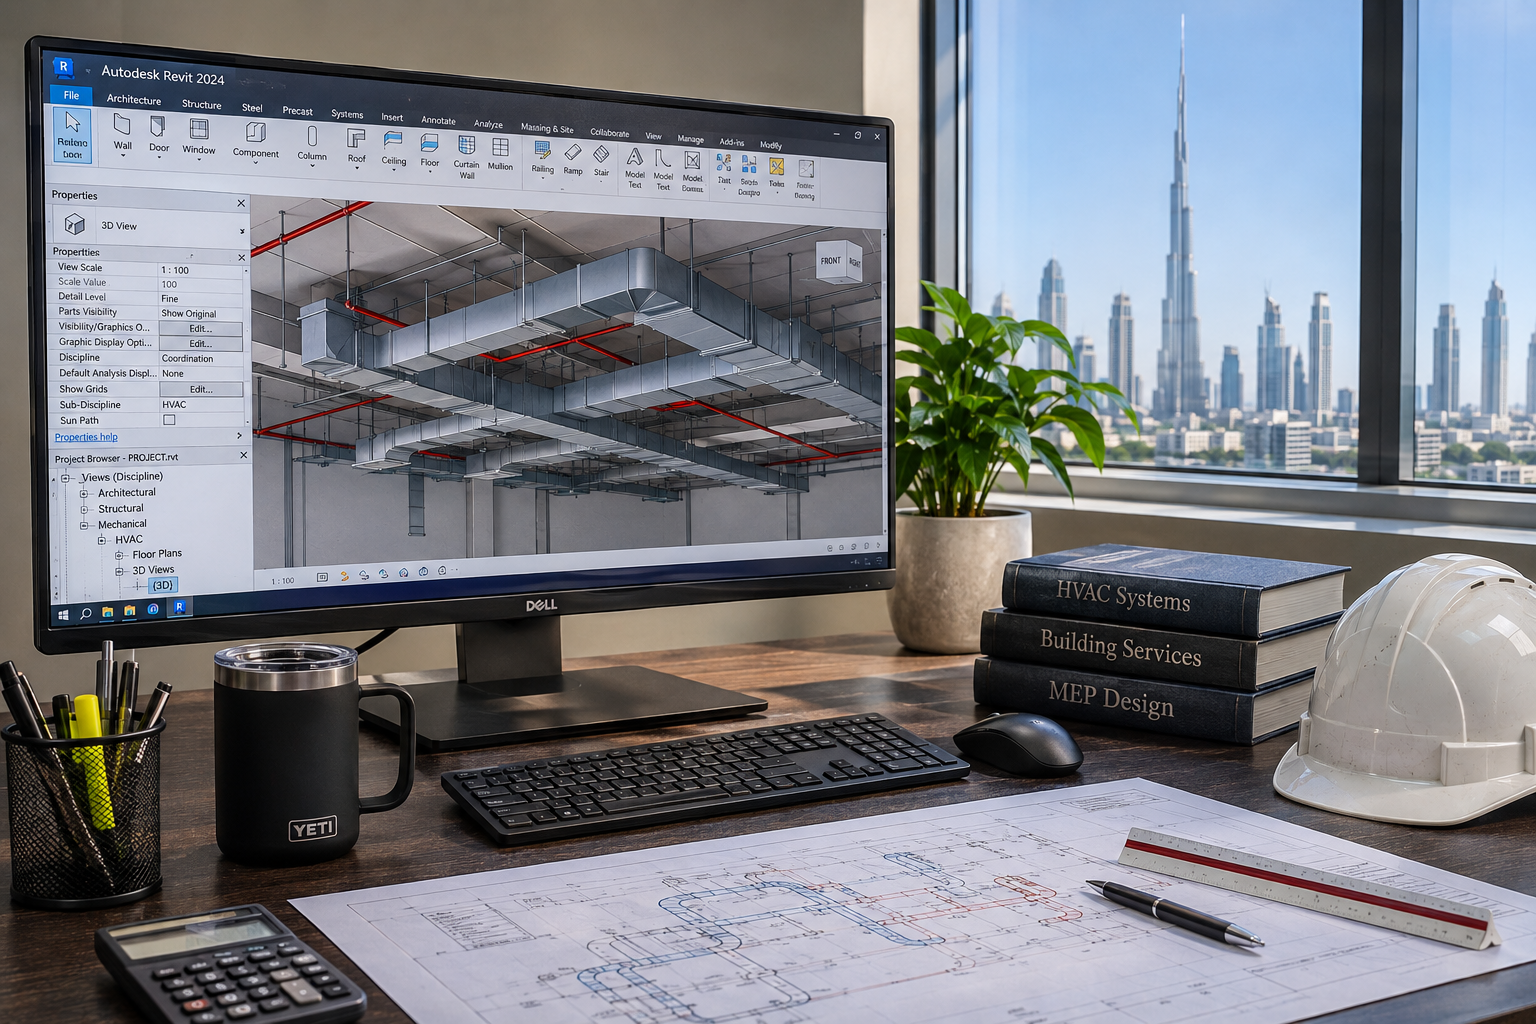 R
Autodesk Revit 2024
File
Architecture
Structure
Steel
Precast
Systems
Insert
Annotate
Analyze
Massing & Site
Collaborate
View
Manage
Add-ins
Modify
Wall
Door
Window
Component
Column
Roof
Ceiling
Floor
Curtain
Wall
Mullion
Railing
Ramp
Stair
Model
Text
Model
Text
Model
Properties
3D View
Properties
View Scale 1 : 100
Scale Value 100
Detail Level Fine
Parts Visibility Show Original
Visibility/Graphics O... Edit...
Graphic Display Opti... Edit...
Discipline Coordination
Default Analysis Displ... None
Show Grids Edit...
Sub-Discipline HVAC
Sun Path
Properties help
Project Browser - PROJECT.rvt
Views (Discipline)
Architectural
Structural
Mechanical
HVAC
Floor Plans
3D Views
{3D}
FRONT
RIGHT
1 : 100
R
DELL
YETI
HVAC Systems
Building Services
MEP Design